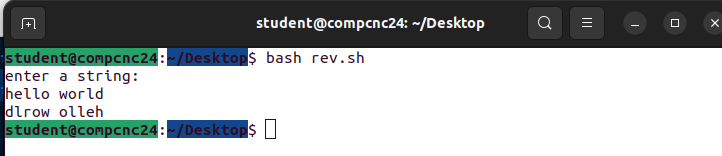 student@compcnc24: ~/Desktop
student@compcnc24:~/Desktop$ bash rev.sh
enter a string:
hello world
dlrow olleh
student@compcnc24:~/Desktop$